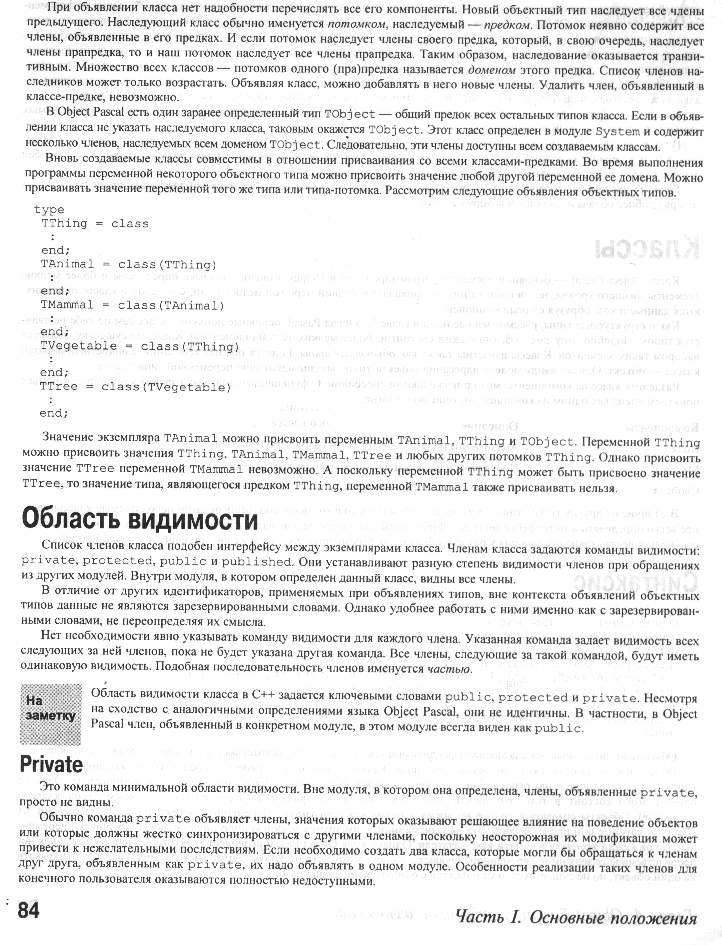 При объявлении класса нет надобности перечислять все его компоненты. Новый объектный тип наследует все члены
предыдущего. Наследующий класс обычно именуется потомком, наследуемый — предком. Потомок неявно содержит все
члены, объявленные в его предках. И если потомок наследует члены своего предка, который, в свою очередь, наследует
члены прапредка, то и наш потомок наследует все члены прапредка. Таким образом, наследование оказывается транзи-
тивным. Множество всех классов — потомков одного (пра)предка называется доменом этого предка. Список членов на-
следников может только возрастать. Объявляя класс, можно добавлять в него новые члены. Удалить член, объявленный в
классе-предке, невозможно.
В Object Pascal есть один заранее определенный тип TObject — общий предок всех остальных типов класса. Если в объяв-
лении класса не указать наследуемого класса, таковым окажется TObject. Этот класс определен в модуле System и содержит
несколько членов, наследуемых всем доменом TObject. Следовательно, эти члены доступны всем создаваемым классам.
Вновь создаваемые классы совместимы в отношении присваивания со всеми классами-предками. Во время выполнения
программы переменной некоторого объектного типа можно присвоить значение любой другой переменной ее домена. Можно
присваивать значение переменной того же типа или типа-потомка. Рассмотрим следующие объявления объектных типов.
type
TThing = class
:
end;
TAnimal = class(TThing)
:
end;
TMammal = class(TAnimal)
:
end;
TVegetable = class(TThing)
:
end;
TTree = class(TVegetable)
:
end;
Значение экземпляра TAnimal можно присвоить переменным TAnimal, TThing и TObject. Переменной TThing
можно присвоить значения TThing, TAnimal, TMammal, TTree и любых других потомков TThing. Однако присвоить
значение TTree переменной TMammal невозможно. А поскольку переменной TThing может быть присвоено значение
TTree, то значение типа, являющегося предком TThing, переменной TMammal также присваивать нельзя.
Область видимости
Список членов класса подобен интерфейсу между экземплярами класса. Членам класса задаются команды видимости:
private, protected, public и published. Они устанавливают разную степень видимости членов при обращениях
из других модулей. Внутри модуля, в котором определен данный класс, видны все члены.
В отличие от других идентификаторов, применяемых при объявлениях типов, вне контекста объявлений объектных
типов данные не являются зарезервированными словами. Однако удобнее работать с ними именно как с зарезервирован-
ными словами, не переопределяя их смысла.
Нет необходимости явно указывать команду видимости для каждого члена. Указанная команда задает видимость всех
следующих за ней членов, пока не будет указана другая команда. Все члены, следующие за такой командой, будут иметь
одинаковую видимость. Подобная последовательность членов именуется частью.
На
заметку
Область видимости класса в C++ задается ключевыми словами public, protected и private. Несмотря
на сходство с аналогичными определениями языка Object Pascal, они не идентичны. В частности, в Object
Pascal член, объявленный в конкретном модуле, в этом модуле всегда виден как public.
Private
Это команда минимальной области видимости. Вне модуля, в котором она определена, члены, объявленные private,
просто не видны.
Обычно команда private объявляет члены, значения которых оказывают решающее влияние на поведение объектов
или которые должны жестко синхронизироваться с другими членами, поскольку неосторожная их модификация может
привести к нежелательным последствиям. Если необходимо создать два класса, которые могли бы обращаться к членам
друг друга, объявленным как private, их надо объявлять в одном модуле. Особенности реализации таких членов для
конечного пользователя оказываются полностью недоступными.
84
Часть I. Основные положения